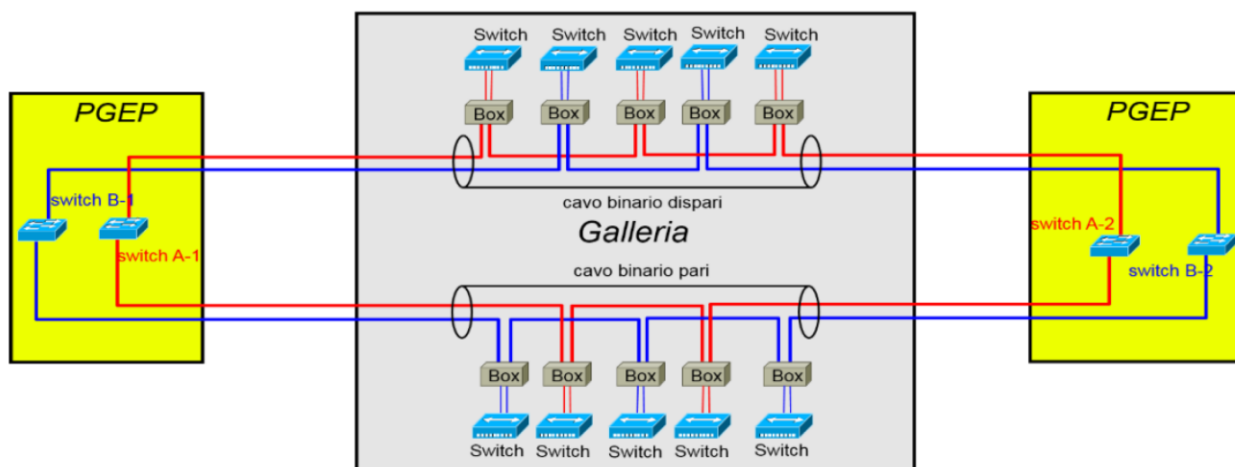 Switch Switch Switch Switch Switch
Box Box Box Box Box
PGEP
PGEP
switch B-1
switch A-1
cavo binario dispari
Galleria
cavo binario pari
switch A-2
switch B-2
Box Box Box Box Box
Switch Switch Switch Switch Switch